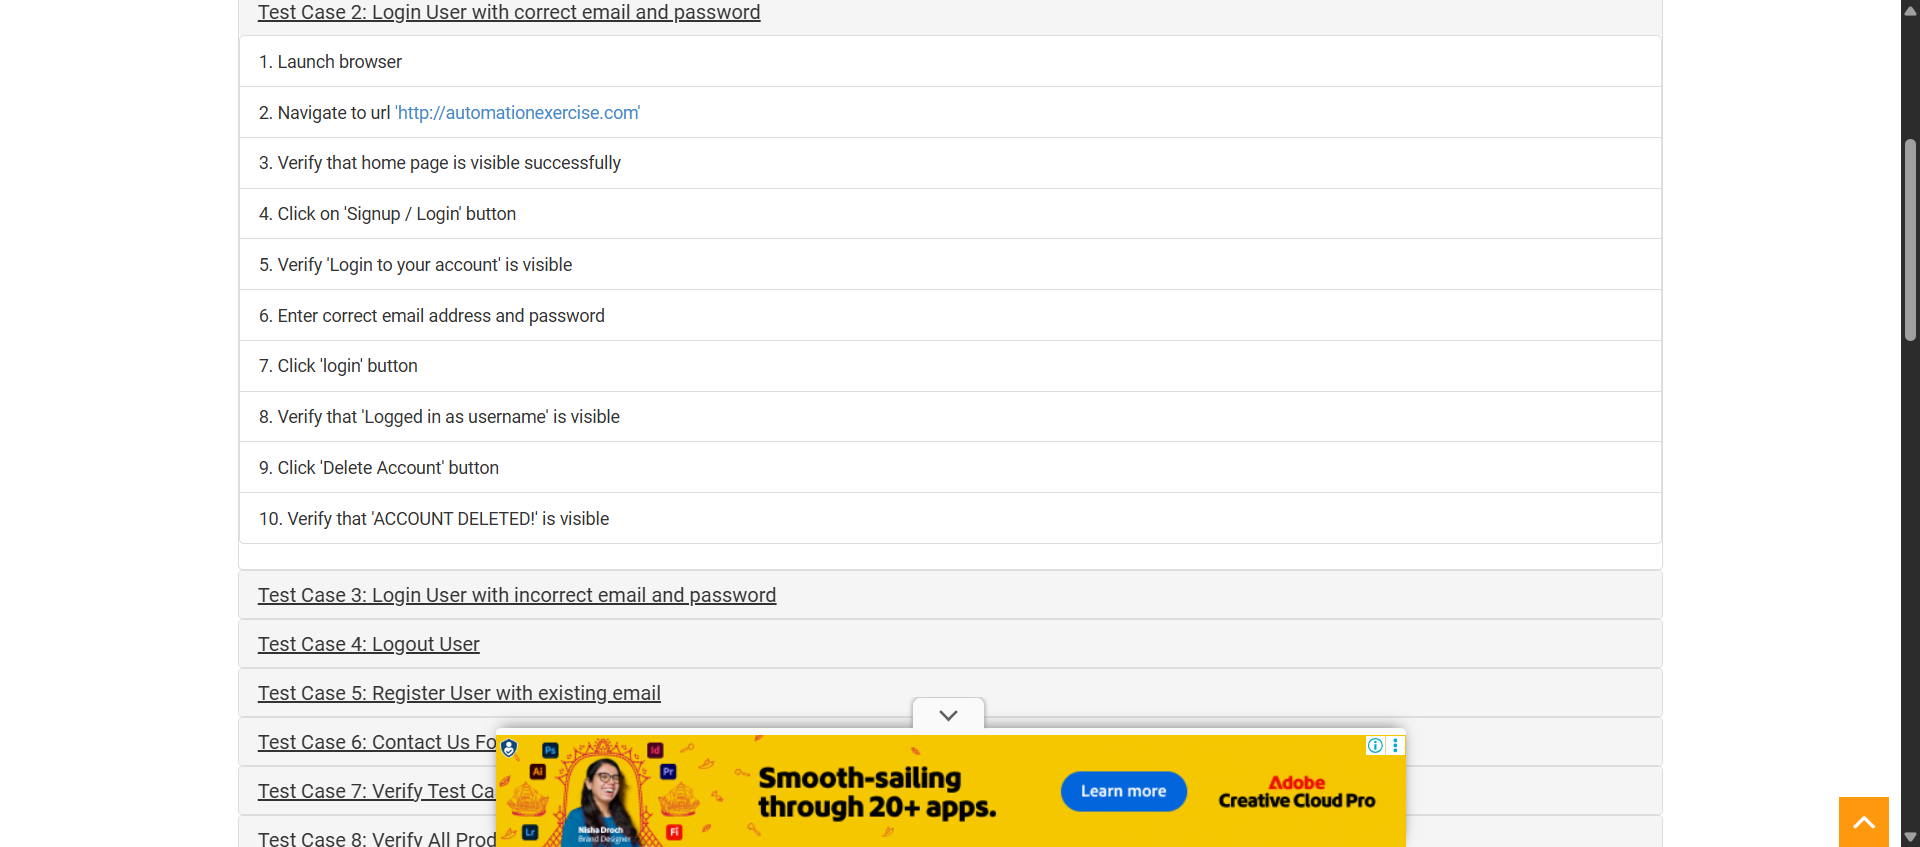 Test Case 2: Login User with correct email and password
1. Launch browser
2. Navigate to url 'http://automationexercise.com'
3. Verify that home page is visible successfully
4. Click on 'Signup / Login' button
5. Verify 'Login to your account' is visible
6. Enter correct email address and password
7. Click 'login' button
8. Verify that 'Logged in as username' is visible
9. Click 'Delete Account' button
10. Verify that 'ACCOUNT DELETED!' is visible
Test Case 3: Login User with incorrect email and password
Test Case 4: Logout User
Test Case 5: Register User with existing email
Test Case 6: Contact Us Fo
Test Case 7: Verify Test Ca
Test Case 8: Verify All Prod
Ps
Id
Ai
Pr
Lr
Fl
Nisha Droch
Brand Designer
Smooth-sailing
through 20+ apps.
Learn more
Adobe
Creative Cloud Pro